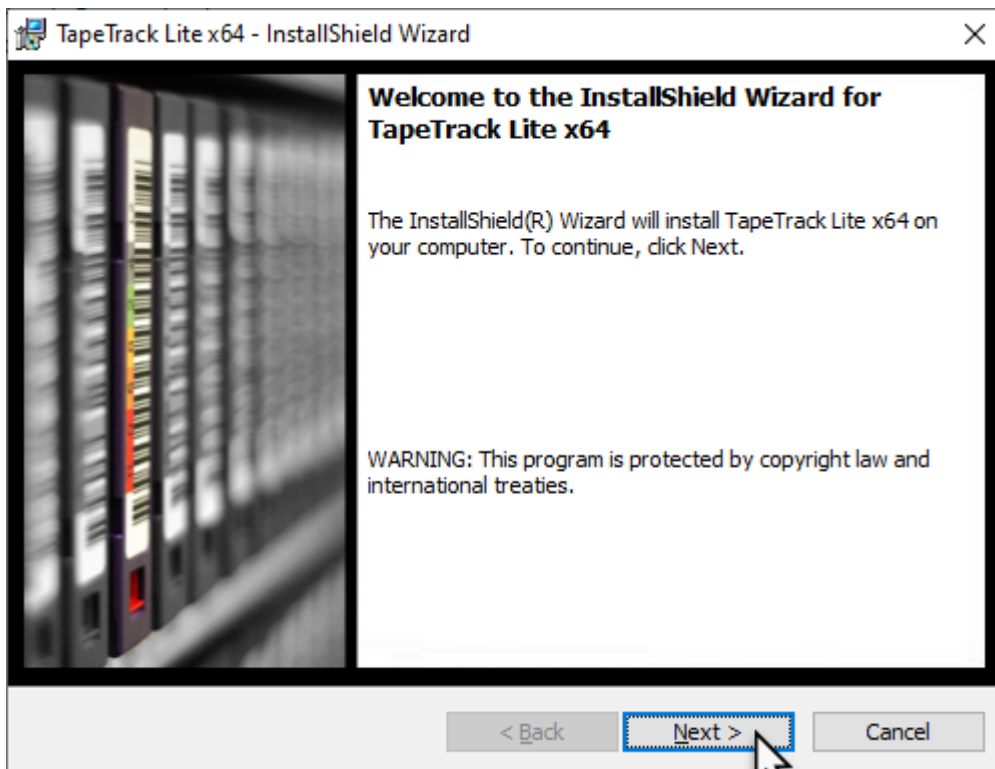 TapeTrack Lite x64 - InstallShield Wizard
Welcome to the InstallShield Wizard for
TapeTrack Lite x64
The InstallShield(R) Wizard will install TapeTrack Lite x64 on
your computer. To continue, click Next.
WARNING: This program is protected by copyright law and
international treaties.
< Back
Next >
Cancel